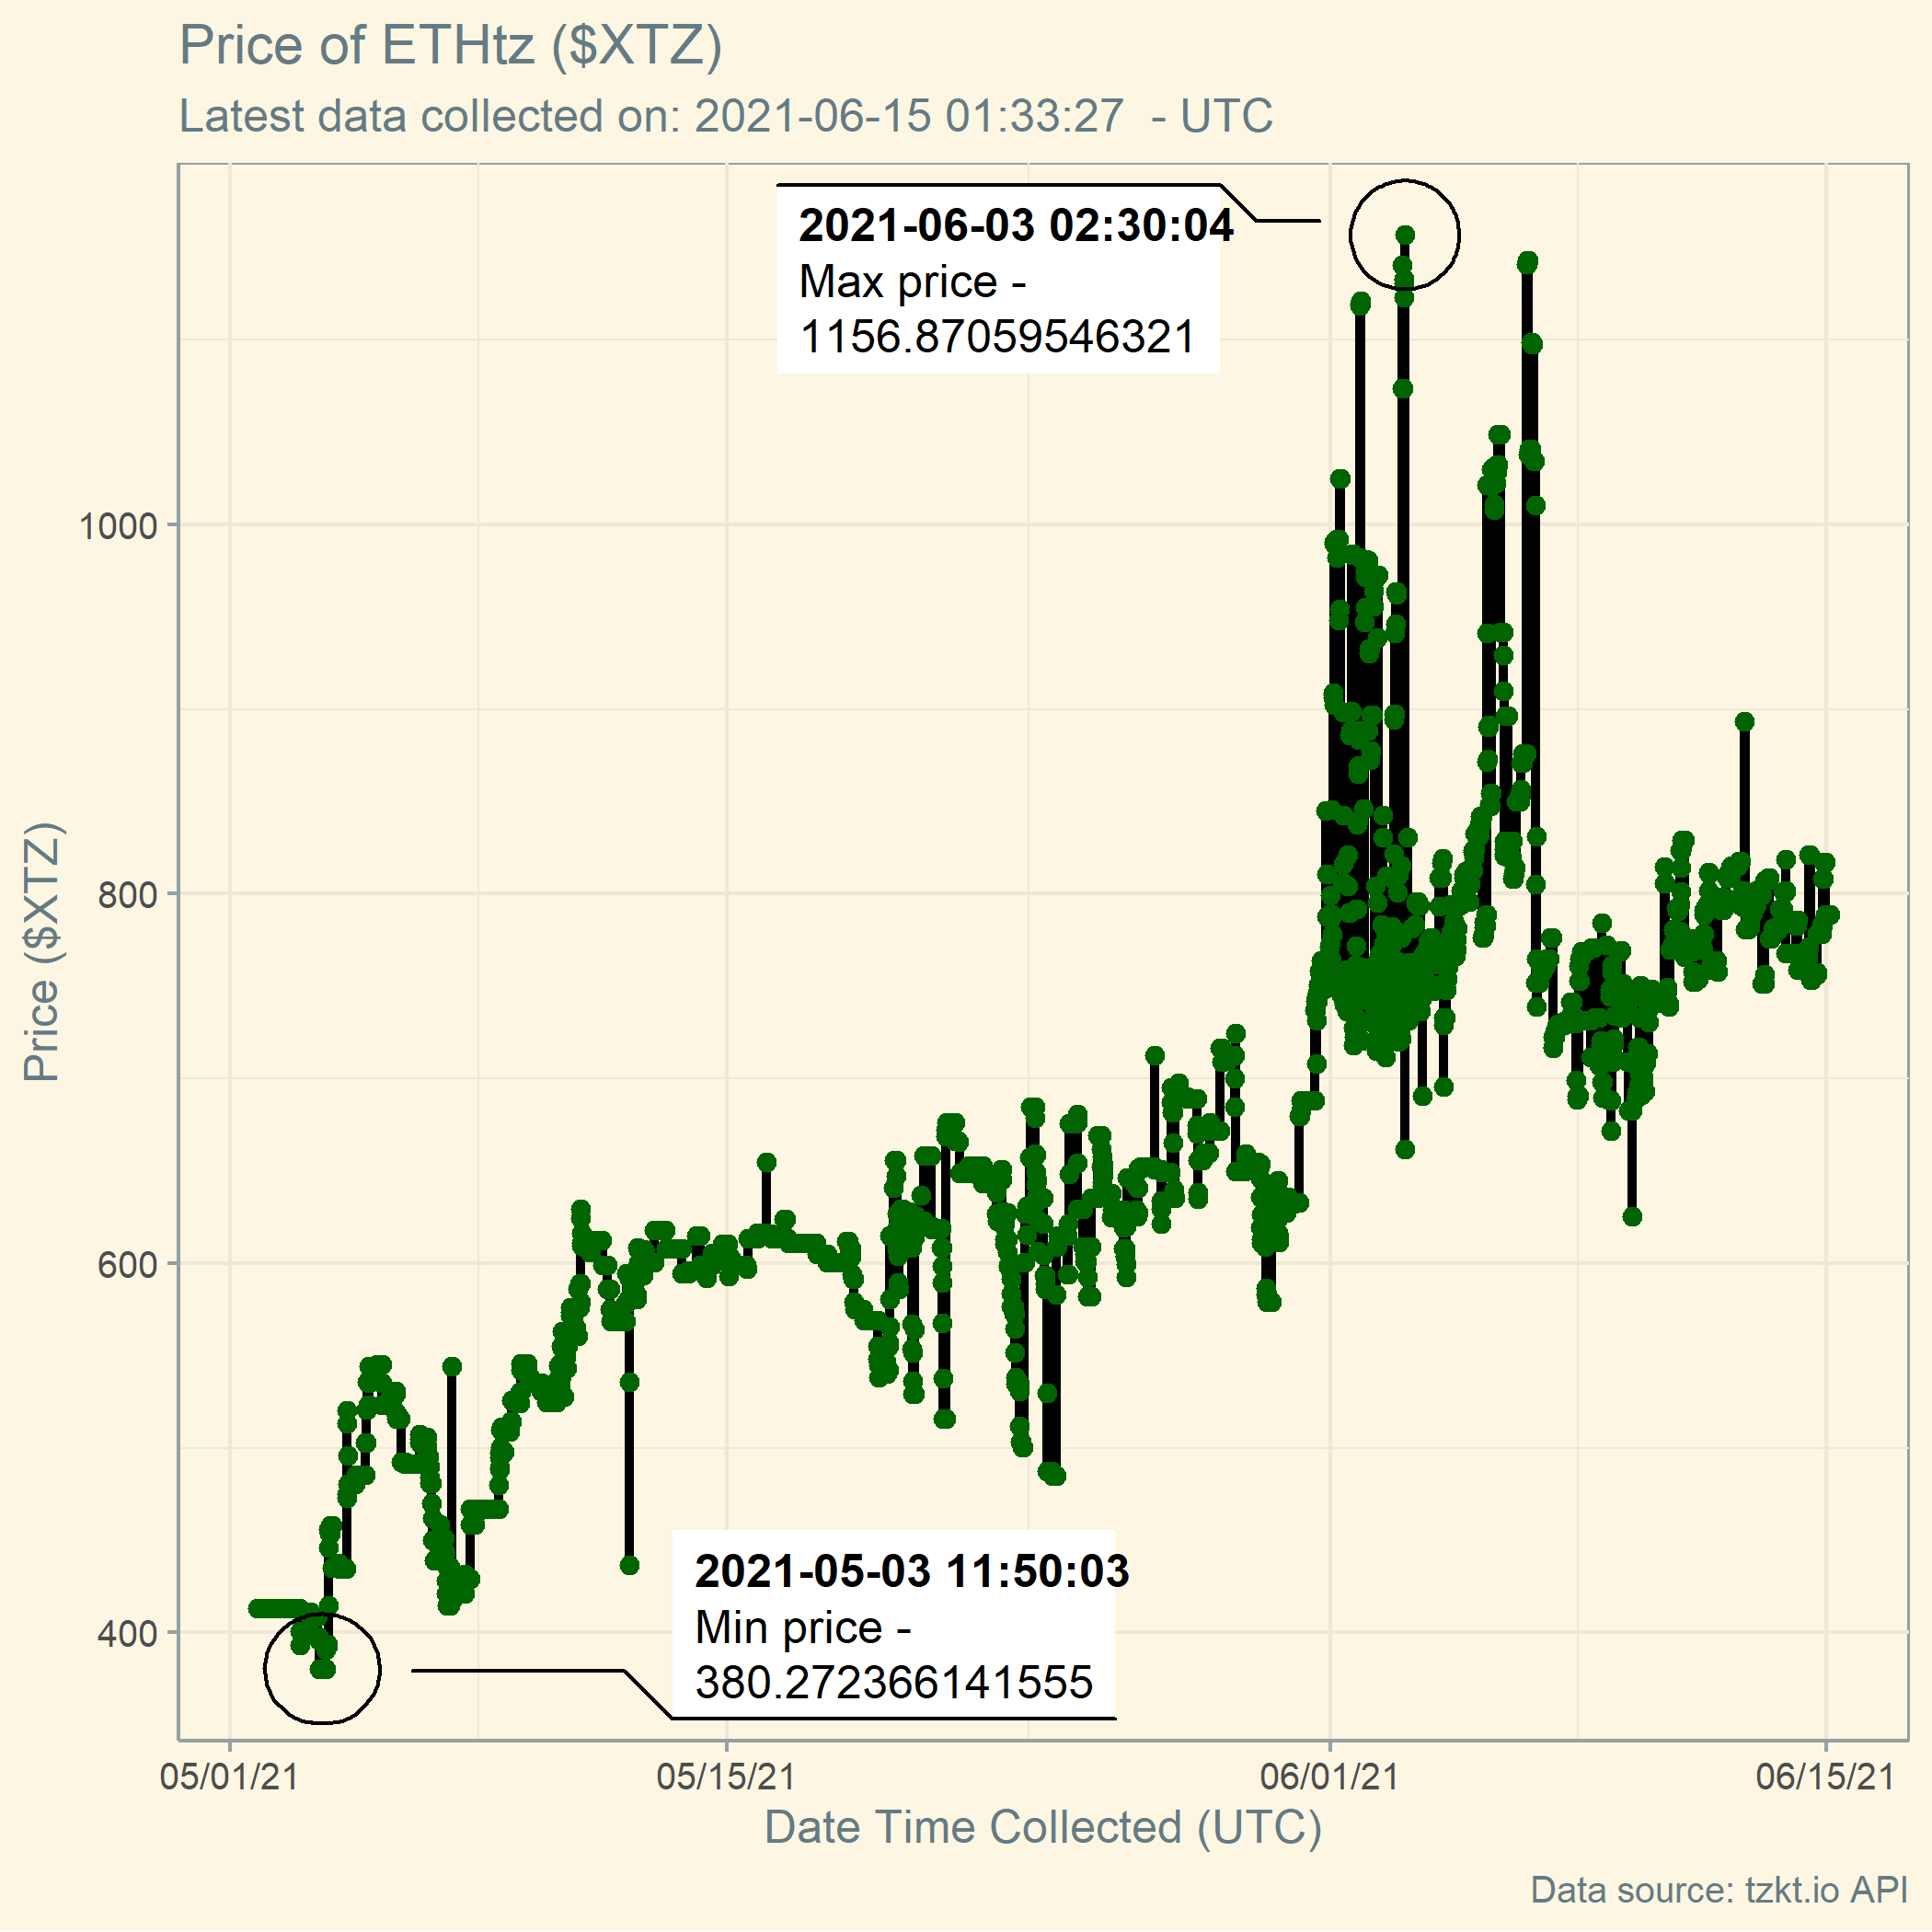 Price of ETHtz ($XTZ)
Latest data collected on: 2021-06-15 01:33:27  - UTC
2021-06-03 02:30:04
Max price -
1156.87059546321
1000
800
600
400
Price ($XTZ)
2021-05-03 11:50:03
Min price -
380.272366141555
05/01/21
05/15/21
06/01/21
06/15/21
Date Time Collected (UTC)
Data source: tzkt.io API